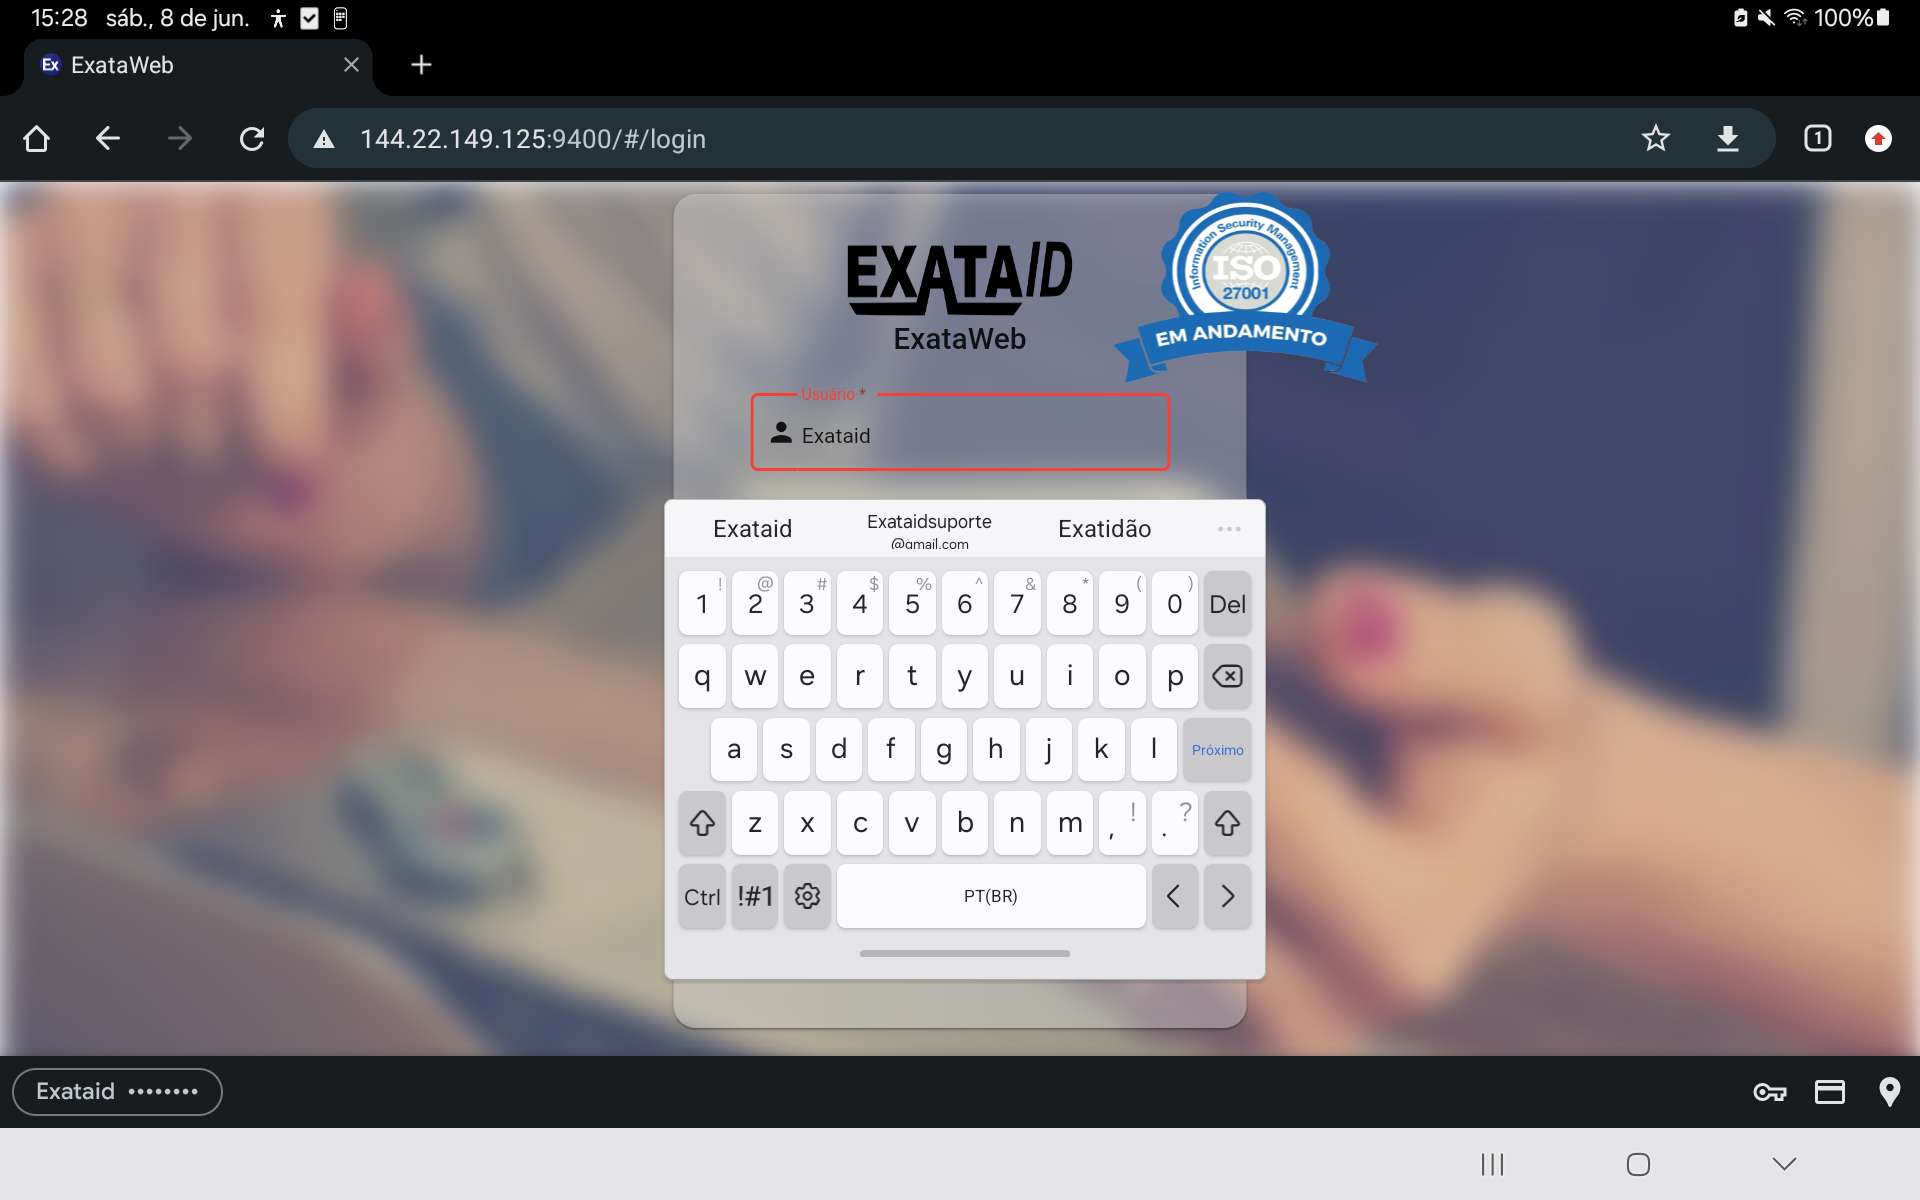 15:28 sáb., 8 de jun. 100%
Ex ExataWeb
144.22.149.125:9400/#/login 1
EXATAID
ExataWeb
Information Security Management
ISO
27001
EM ANDAMENTO
Usuário *
Exataid
Exataid Exataidsuporte@gmail.com Exatidão ...
! @ # $ % ^ & * ( )
1 2 3 4 5 6 7 8 9 0 Del
q w e r t y u i o p
a s d f g h j k l Próximo
z x c v b n m , ! . ?
Ctrl !#1 PT(BR) < >
Exataid ••••••••